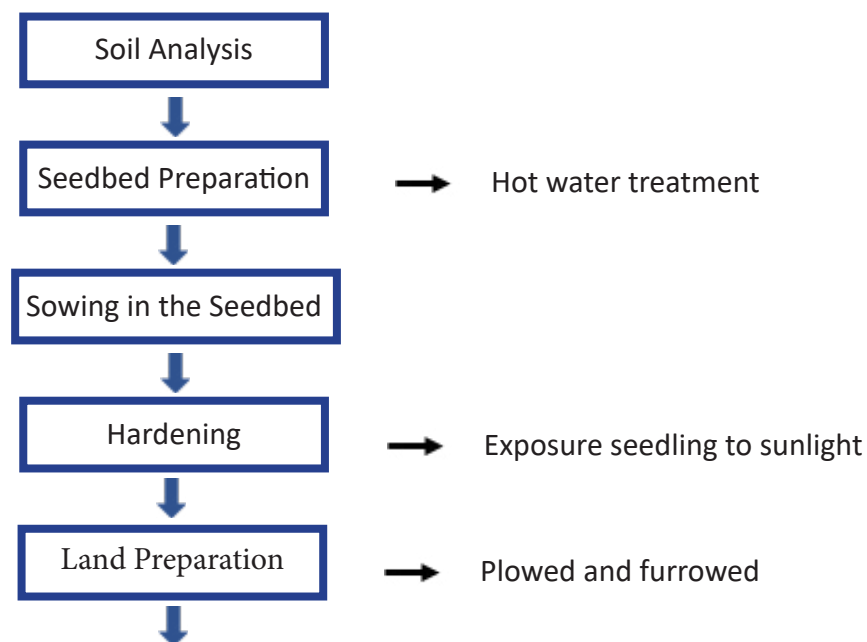 Soil Analysis
Seedbed Preparation
Hot water treatment
Sowing in the Seedbed
Hardening
Exposure seedling to sunlight
Land Preparation
Plowed and furrowed